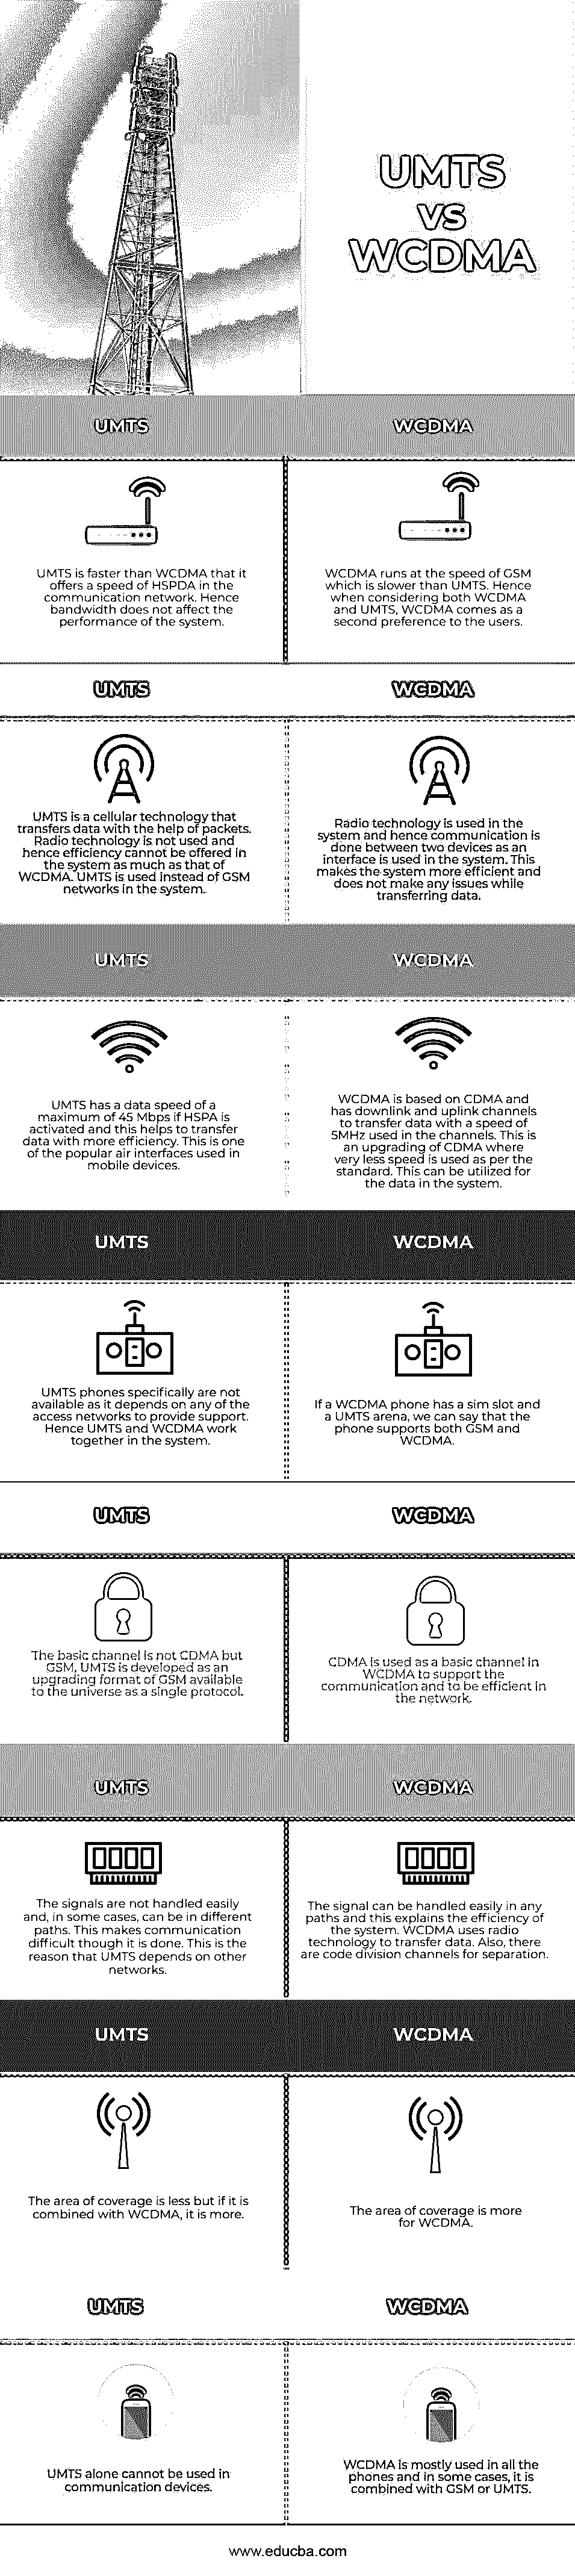 UMTS
VS
WCDMA
UMTS
WCDMA
UMTS is faster than WCDMA that it
offers a speed of HSPDA in the
communication network. Hence
bandwidth does not affect the
performance of the system.
WCDMA runs at the speed of GSM
which is slower than UMTS. Hence
when considering both WCDMA
and UMTS, WCDMA comes as a
second preference to the users.
UMTS
WCDMA
UMTS is a cellular technology that
transfers data with the help of packets.
Radio technology is not used and
hence efficiency cannot be offered in
the system as much as that of
WCDMA. UMTS is used instead of GSM
networks in the system.
Radio technology is used in the
system and hence communication is
done between two devices as an
interface is used in the system. This
makes the system more efficient and
does not make any issues while
transferring data.
UMTS
WCDMA
UMTS has a data speed of a
maximum of 45 Mbps if HSPA is
activated and this helps to transfer
data with more efficiency. This is one
of the popular air interfaces used in
mobile devices.
WCDMA is based on CDMA and
has downlink and uplink channels
to transfer data with a speed of
5MHz used in the channels. This is
an upgrading of CDMA where
very less speed is used as per the
standard. This can be utilized for
the data in the system.
UMTS
WCDMA
UMTS phones specifically are not
available as it depends on any of the
access networks to provide support.
Hence UMTS and WCDMA work
together in the system.
If a WCDMA phone has a sim slot and
a UMTS arena, we can say that the
phone supports both GSM and
WCDMA.
UMTS
WCDMA
The basic channel is not CDMA but
GSM, UMTS is developed as an
upgrading format of GSM available
to the universe as a single protocol.
CDMA is used as a basic channel in
WCDMA to support the
communication and to be efficient in
the network.
UMTS
WCDMA
The signals are not handled easily
and, in some cases, can be in different
paths. This makes communication
difficult though it is done. This is the
reason that UMTS depends on other
networks.
The signal can be handled easily in any
paths and this explains the efficiency of
the system. WCDMA uses radio
technology to transfer data. Also, there
are code division channels for separation.
UMTS
WCDMA
The area of coverage is less but if it is
combined with WCDMA, it is more.
The area of coverage is more
for WCDMA.
UMTS
WCDMA
UMTS alone cannot be used in
communication devices.
WCDMA is mostly used in all the
phones and in some cases, it is
combined with GSM or UMTS.
www.educba.com